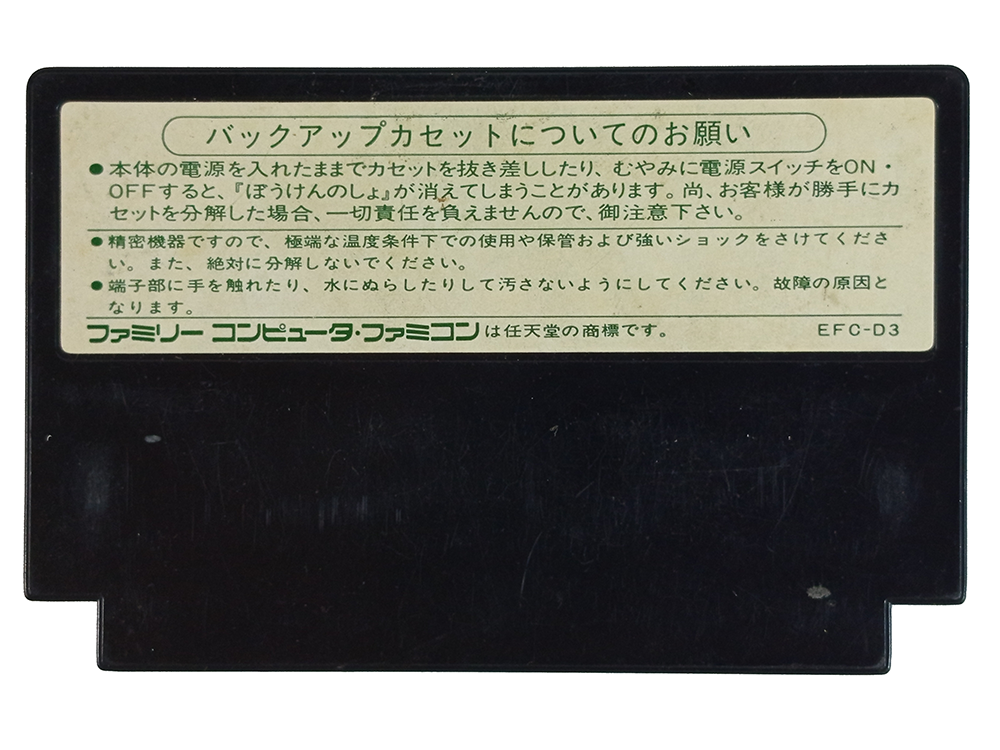 バックアップカセットについてのお願い
●本体の電源を入れたままでカセットを抜き差ししたり、むやみに電源スイッチをON・
OFFすると、『ぼうけんのしょ』が消えてしまうことがあります。尚、お客様が勝手にカ
セットを分解した場合、一切責任を負えませんので、御注意下さい。
●精密機器ですので、極端な温度条件下での使用や保管および強いショックをさけてくださ
い。また、絶対に分解しないでください。
●端子部に手を触れたり、水にぬらしたりして汚さないようにしてください。故障の原因と
なります。
ファミリー コンピュータ・ファミコンは任天堂の商標です。 EFC-D3